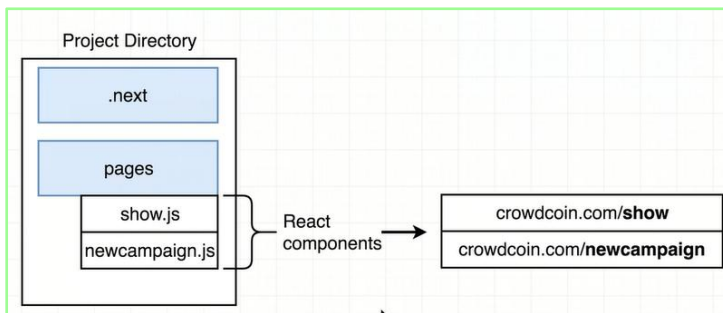 Project Directory
.next
pages
show.js
newcampaign.js
React
components
crowdcoin.com/show
crowdcoin.com/newcampaign